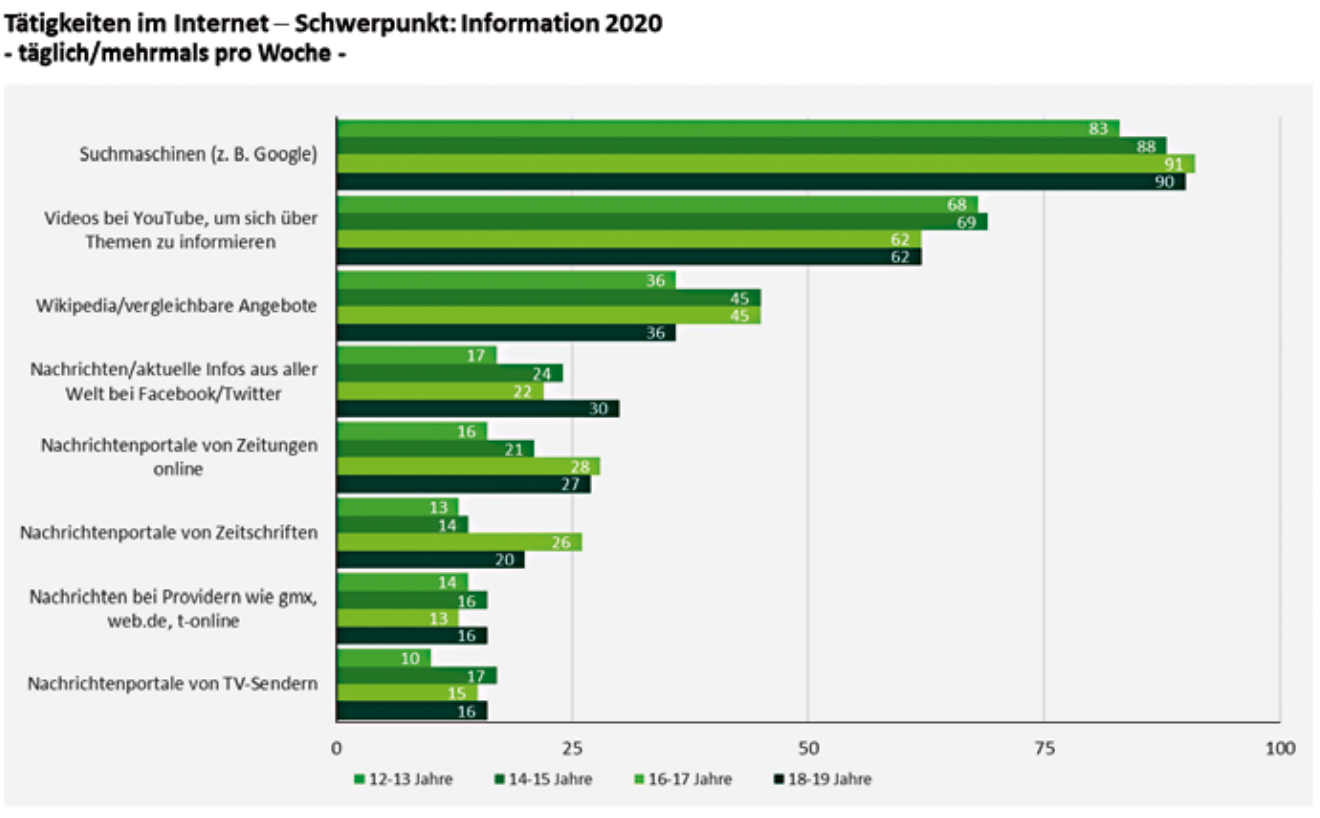 Tätigkeiten im Internet – Schwerpunkt: Information 2020
- täglich/mehrmals pro Woche -
Suchmaschinen (z. B. Google)
83
88
91
90
Videos bei YouTube, um sich über
Themen zu informieren
68
69
62
62
Wikipedia/vergleichbare Angebote
36
45
45
36
Nachrichten/aktuelle Infos aus aller
Welt bei Facebook/Twitter
17
24
22
30
Nachrichtenportale von Zeitungen
online
16
21
28
27
Nachrichtenportale von Zeitschriften
13
14
26
20
Nachrichten bei Providern wie gmx,
web.de, t-online
14
16
13
16
Nachrichtenportale von TV-Sendern
10
17
15
16
0 25 50 75 100
12-13 Jahre 14-15 Jahre 16-17 Jahre 18-19 Jahre